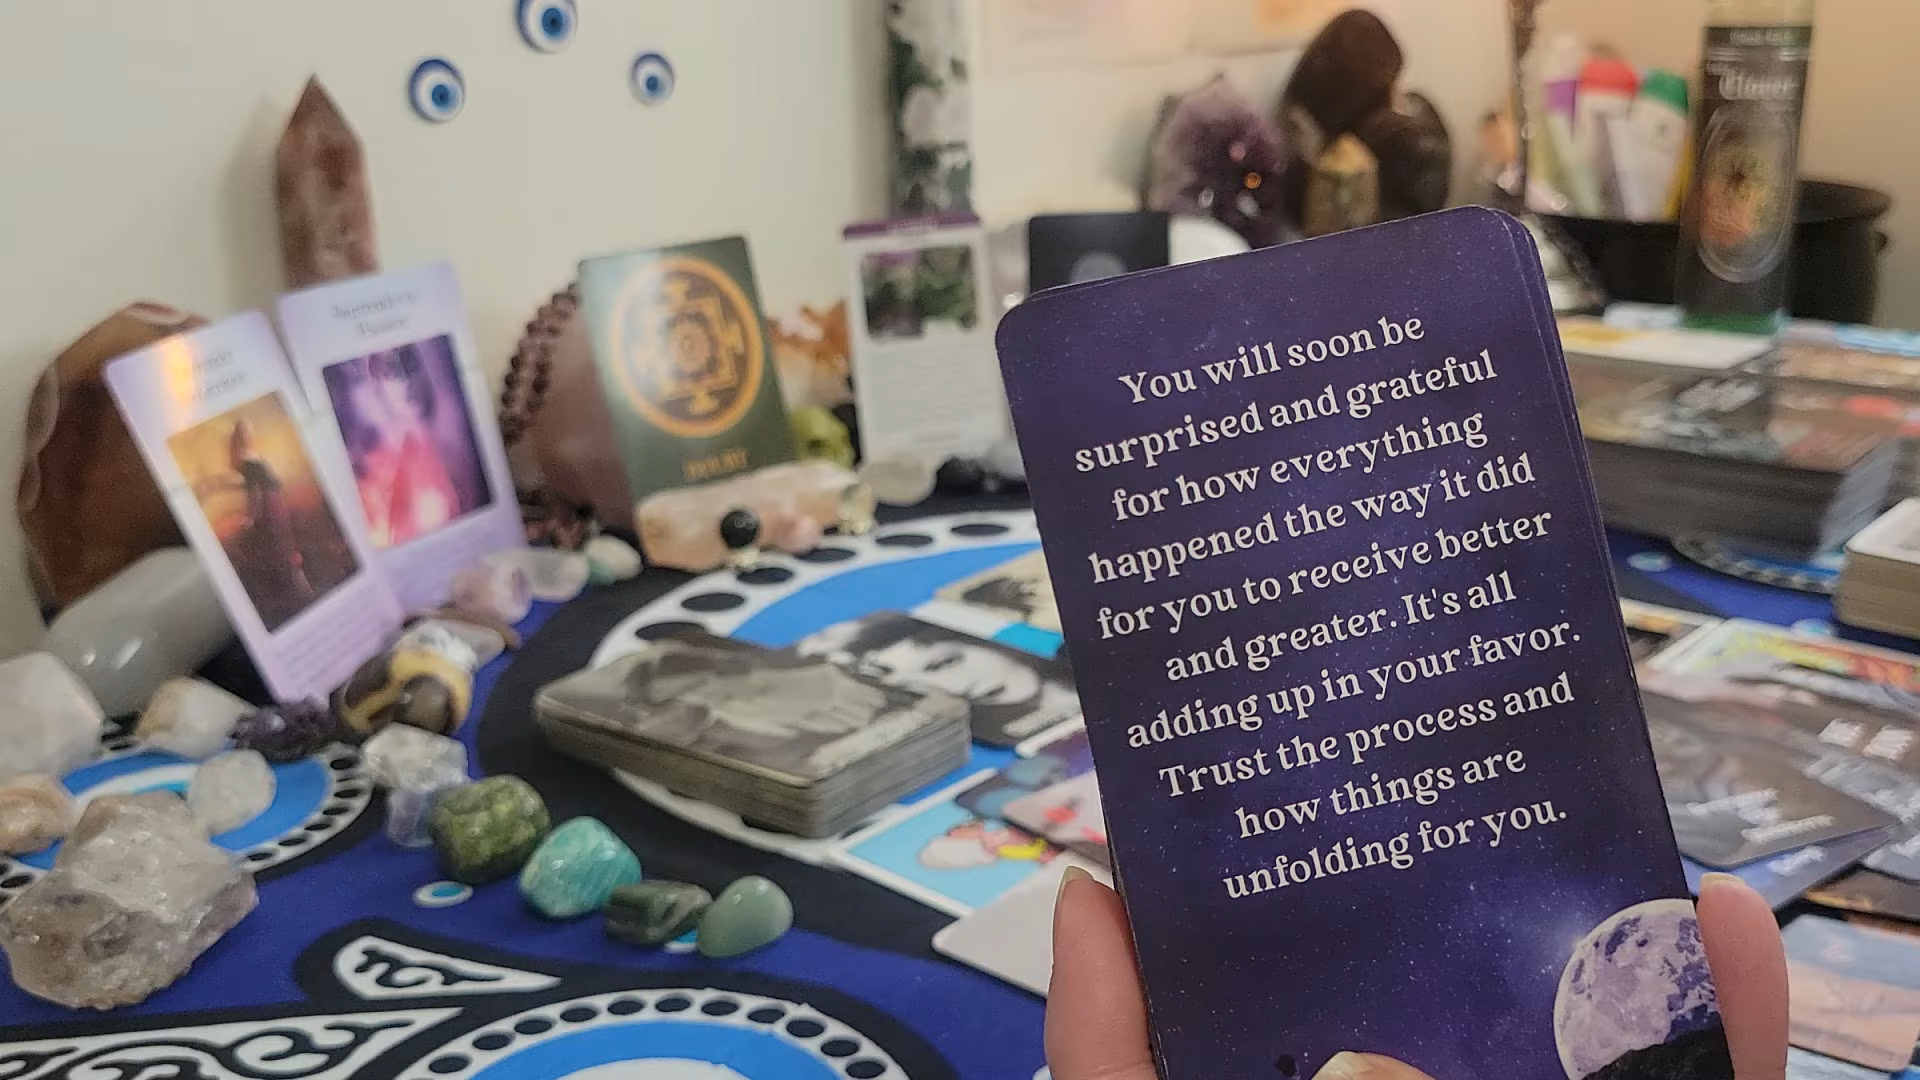 Clover
You will soon be
surprised and grateful
for how everything
happened the way it did
for you to receive better
and greater. It's all
adding up in your favor.
Trust the process and
how things are
unfolding for you.